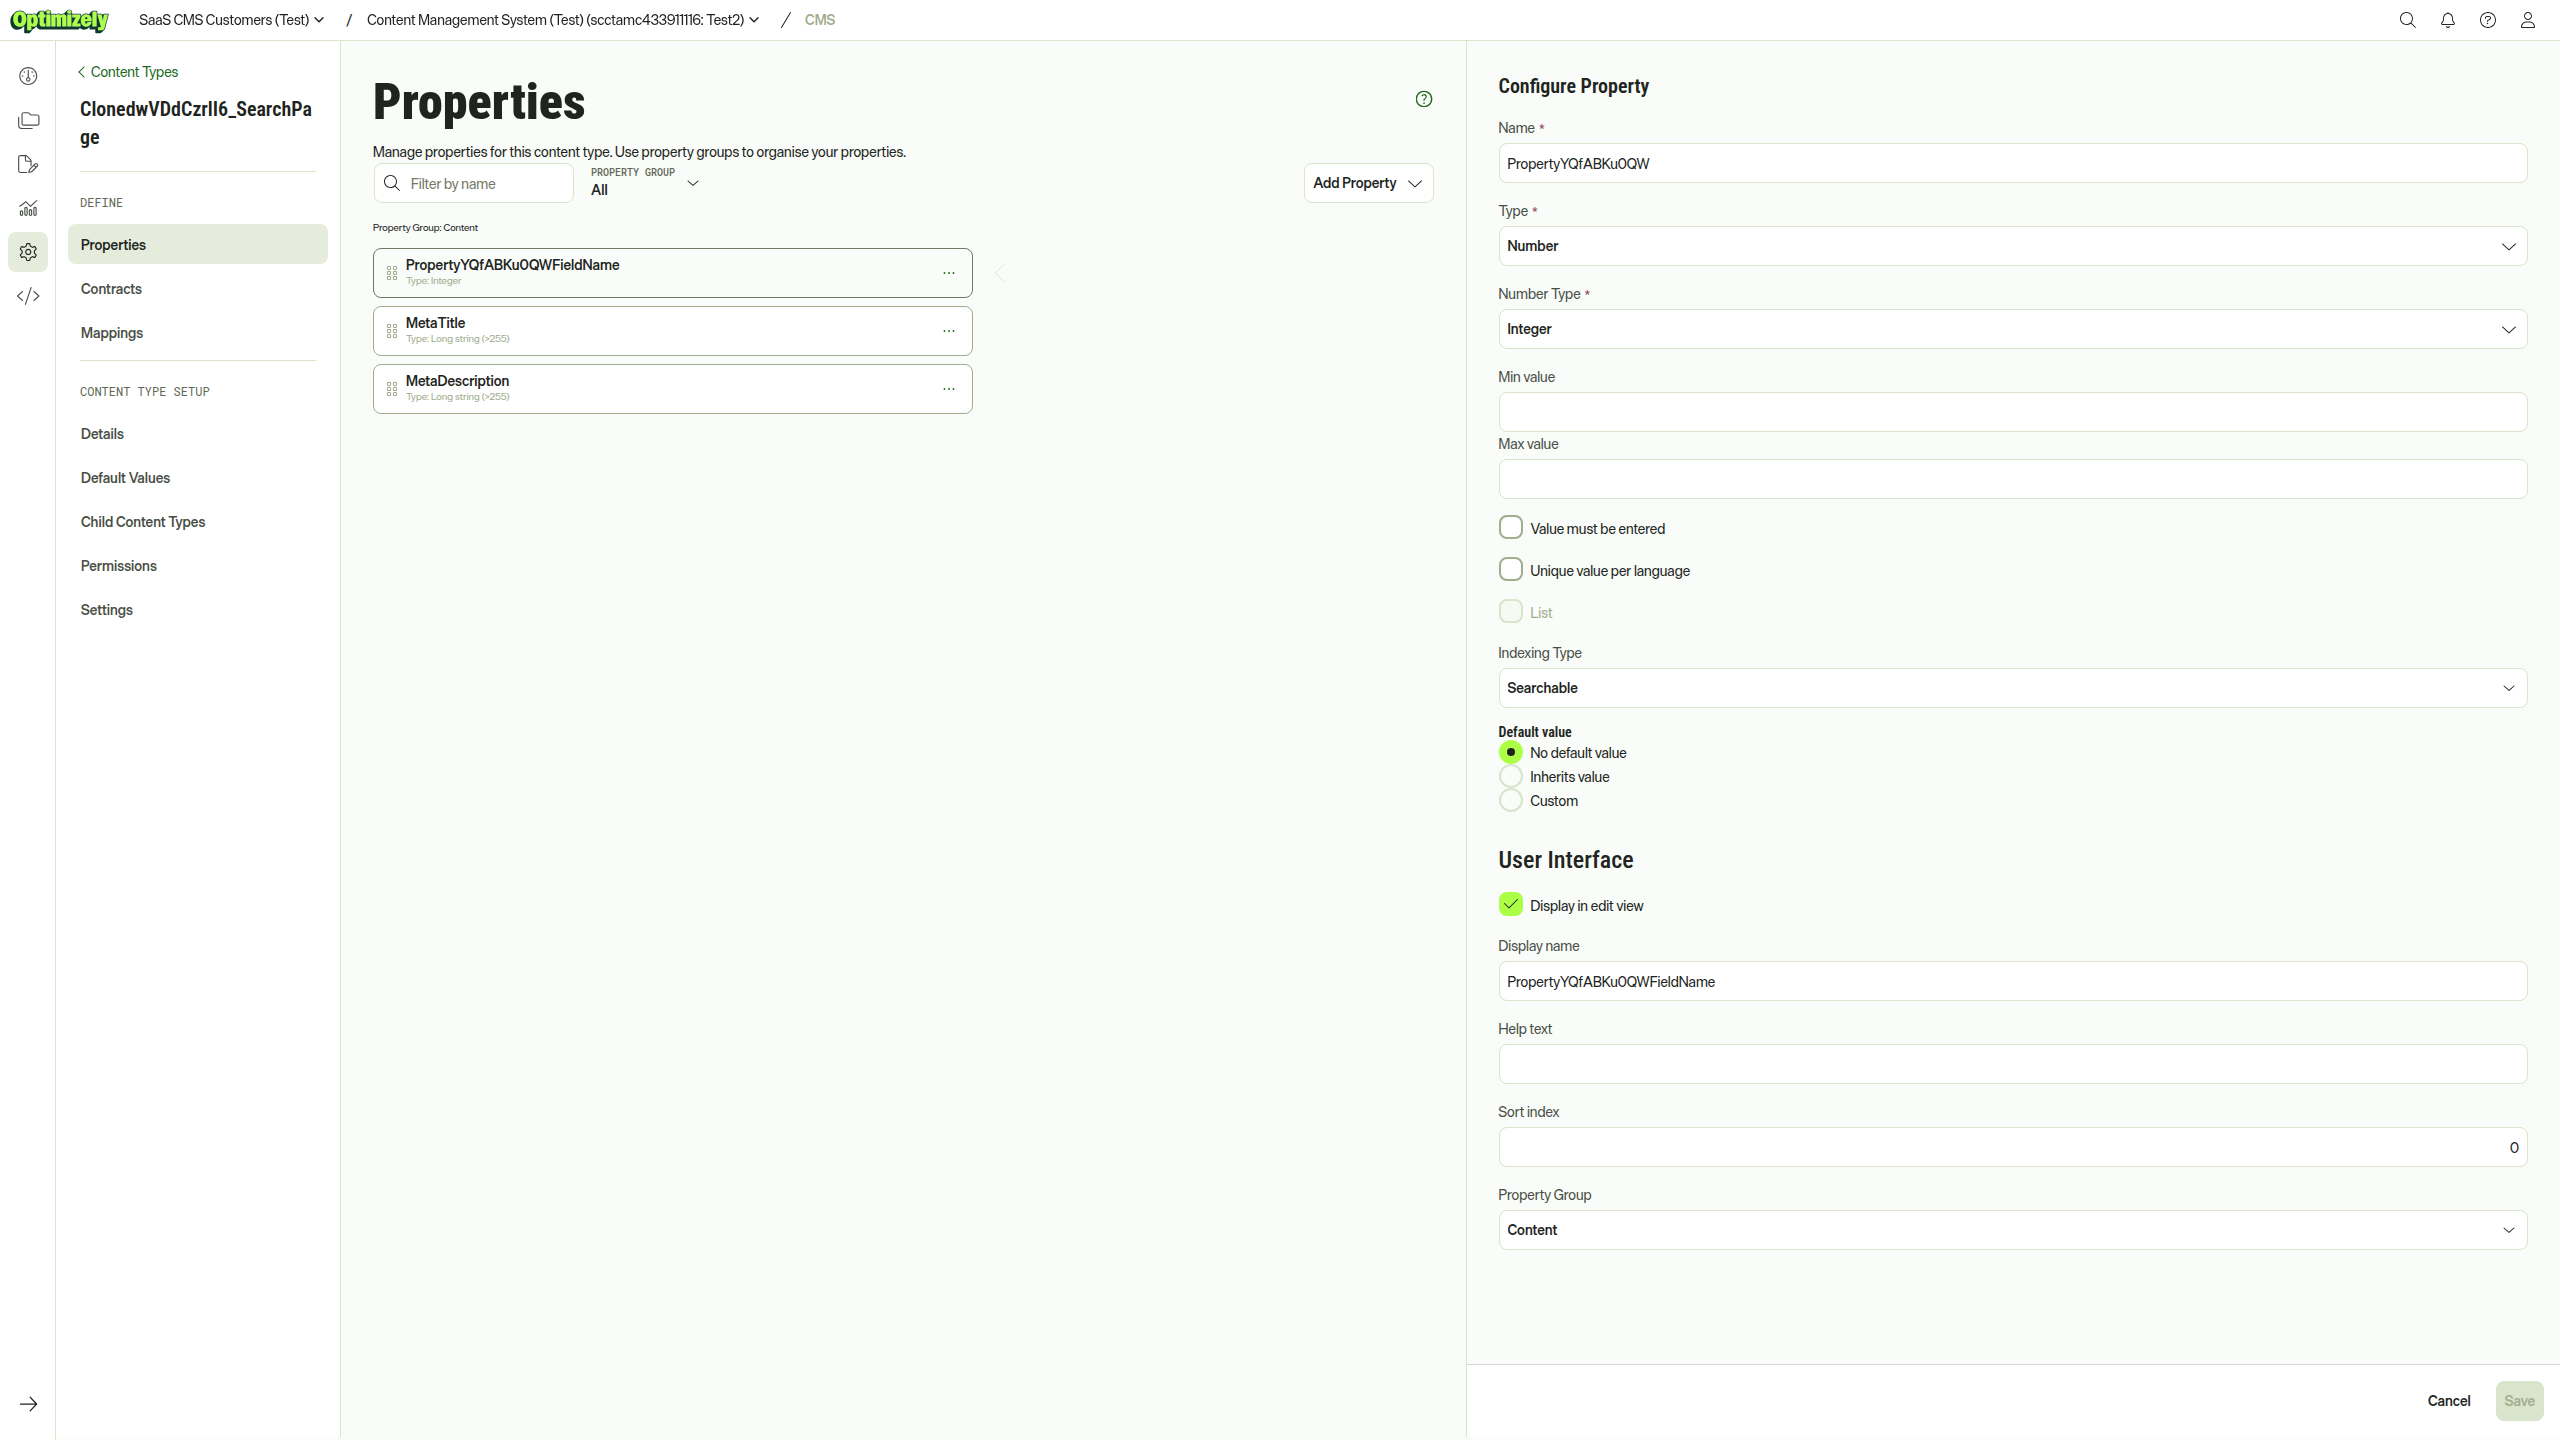 Optimizely
SaaS CMS Customers (Test) / Content Management System (Test) (scctamc433911116: Test2) / CMS
Content Types
ClonedwVDdCzrII6_SearchPa
ge
DEFINE
Properties
Contracts
Mappings
CONTENT TYPE SETUP
Details
Default Values
Child Content Types
Permissions
Settings
Properties
Manage properties for this content type. Use property groups to organise your properties.
Filter by name
PROPERTY GROUP
All
Add Property
Property Group: Content
PropertyYQfABKu0QWFieldName
Type: Integer
MetaTitle
Type: Long string (>255)
MetaDescription
Type: Long string (>255)
Configure Property
Name *
PropertyYQfABKu0QW
Type *
Number
Number Type *
Integer
Min value
Max value
Value must be entered
Unique value per language
List
Indexing Type
Searchable
Default value
No default value
Inherits value
Custom
User Interface
Display in edit view
Display name
PropertyYQfABKu0QWFieldName
Help text
Sort index
0
Property Group
Content
Cancel
Save